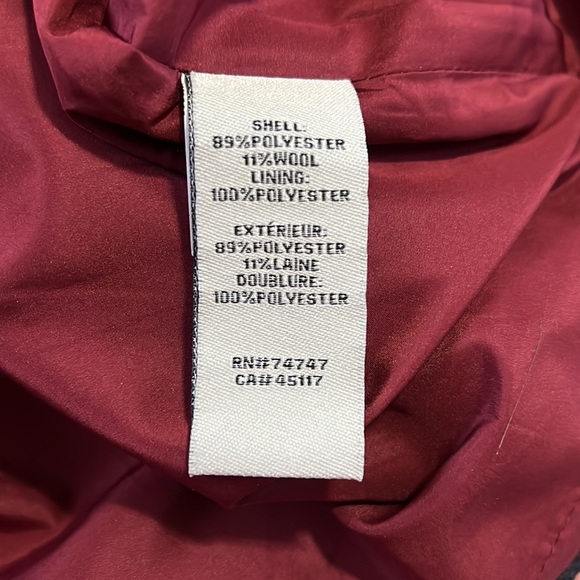 SHELL:
89%POLYESTER
11%WOOL
LINING:
100%POLYESTER
EXTÉRIEUR:
89%POLYESTER
11%LAINE
DOUBLURE:
100%POLYESTER
RN#74747
CA#45117